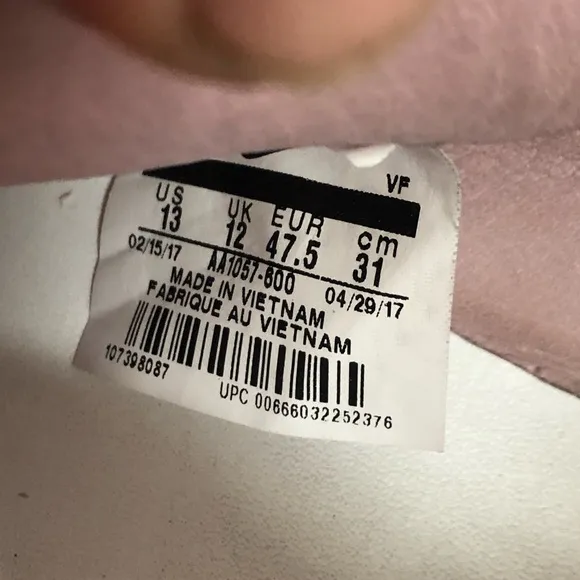 VF
US UK EUR cm
13 12 47.5 31
02/15/17 AA1057-600 04/29/17
MADE IN VIETNAM
FABRIQUE AU VIETNAM
107398087
UPC 00666032252376